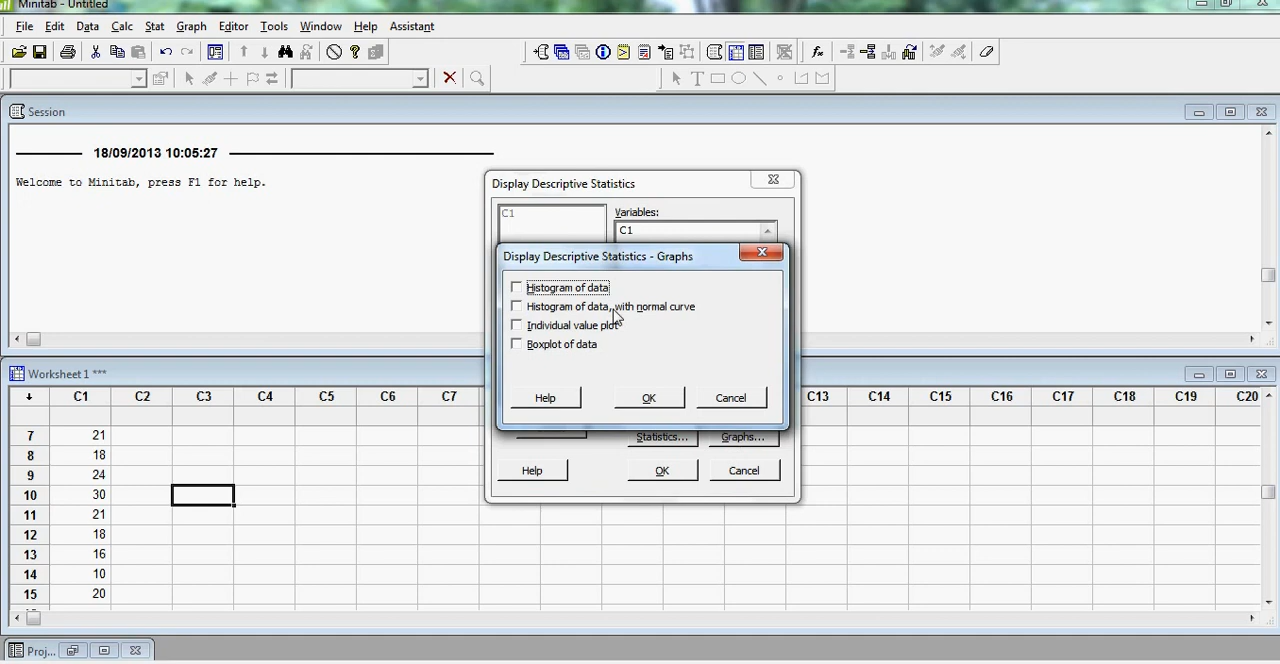 Minitab - Untitled
File Edit Data Calc Stat Graph Editor Tools Window Help Assistant
Session
18/09/2013 10:05:27
Welcome to Minitab, press F1 for help.
Display Descriptive Statistics
C1
Variables:
C1
Display Descriptive Statistics - Graphs
Histogram of data
Histogram of data, with normal curve
Individual value plot
Boxplot of data
Help OK Cancel
Statistics... Graphs...
Help OK Cancel
Worksheet 1 ***
C1 C2 C3 C4 C5 C6 C7 C13 C14 C15 C16 C17 C18 C19 C20
7 21
8 18
9 24
10 30
11 21
12 18
13 16
14 10
15 20
Proj...